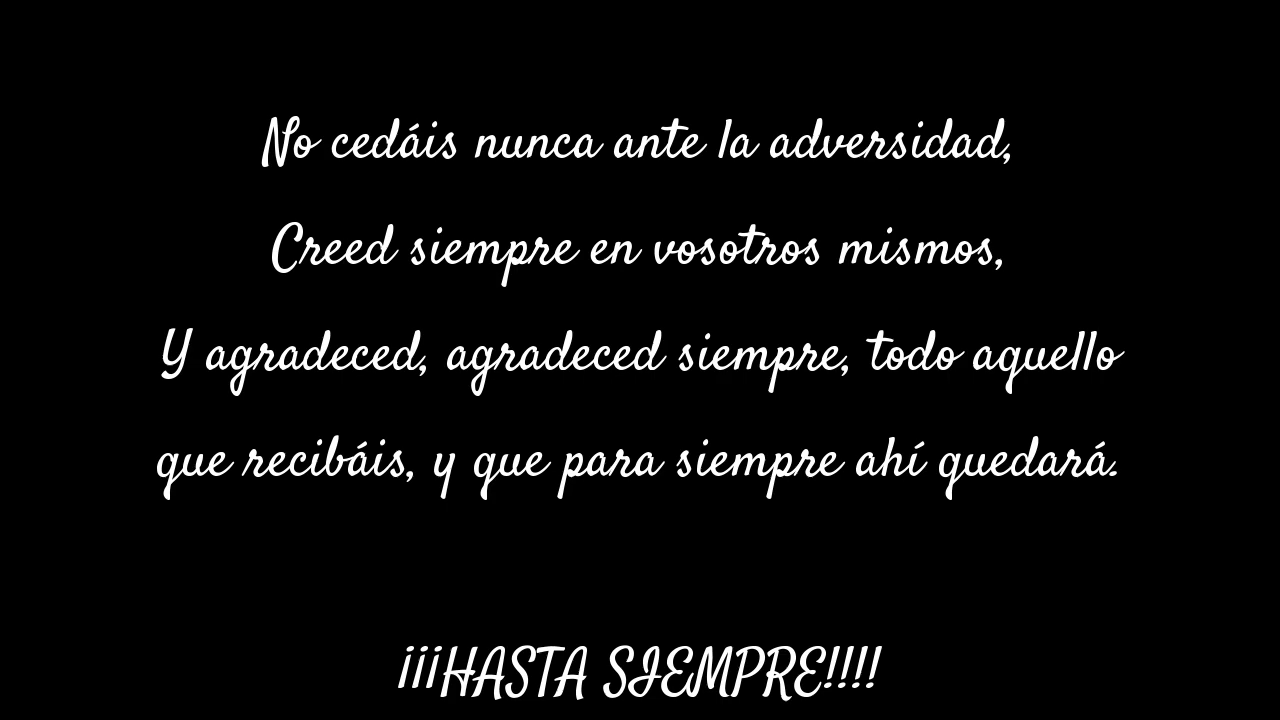 No cedáis nunca ante la adversidad,
Creed siempre en vosotros mismos,
Y agradeced, agradeced siempre, todo aquello
que recibáis, y que para siempre ahí quedará.
¡¡¡HASTA SIEMPRE!!!!